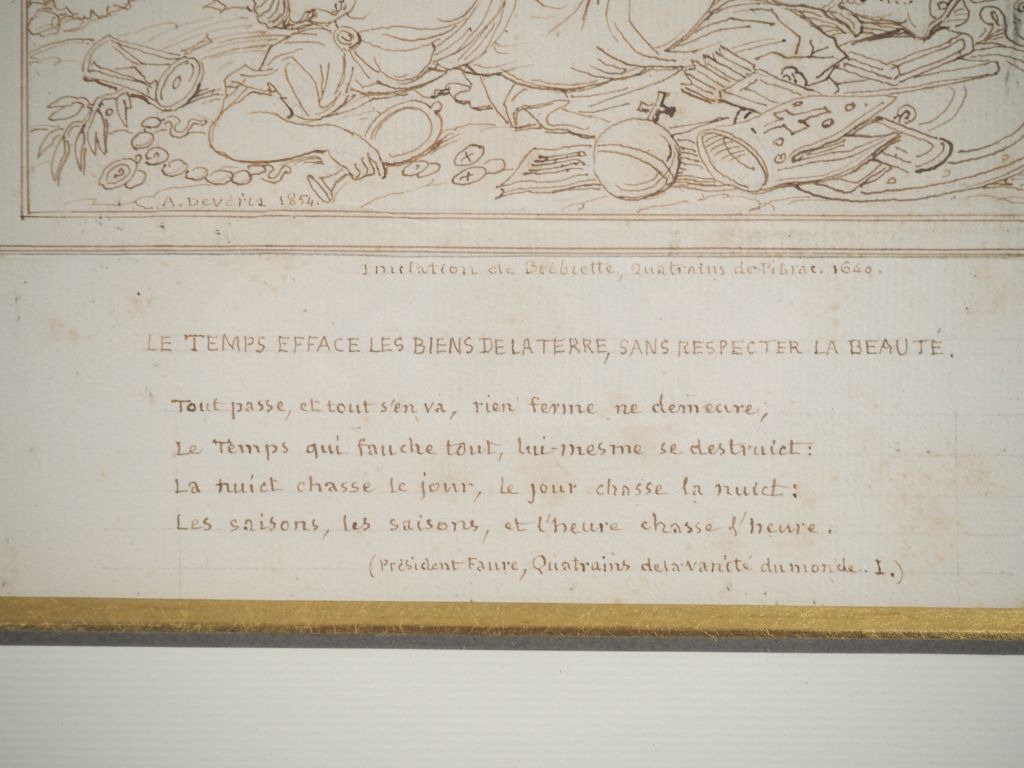 A. Devéria 1854.
Imitation de Brebiette, Quatrains de Pibrac. 1640.
LE TEMPS EFFACE LES BIENS DE LA TERRE, SANS RESPECTER LA BEAUTÉ.
Tout passe, et tout s'en va, rien ferme ne demeure,
Le Temps qui fauche tout, lui-mesme se destruict:
La nuict chasse le jour, le jour chasse la nuict:
Les saisons, les saisons, et l'heure chasse l'heure.
(Président Faure, Quatrains de la vanité du monde. I.)